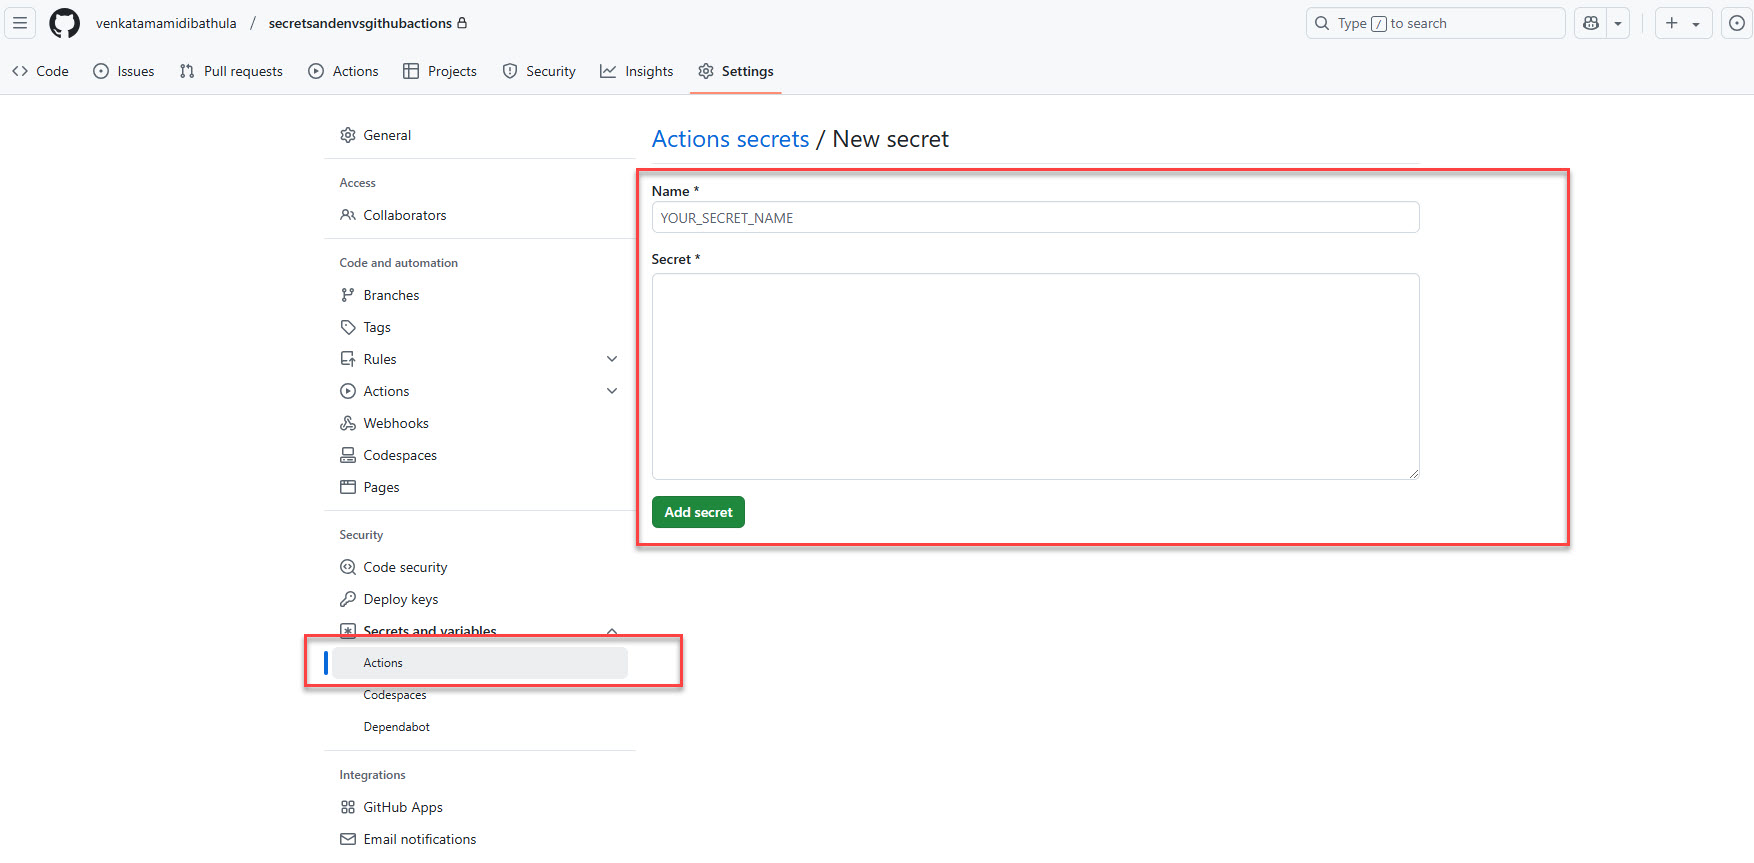 venkatamamidibathula / secretsandenvsgithubactions
Type / to search
Code Issues Pull requests Actions Projects Security Insights Settings
General
Access
Collaborators
Code and automation
Branches
Tags
Rules
Actions
Webhooks
Codespaces
Pages
Security
Code security
Deploy keys
Secrets and variables
Actions
Codespaces
Dependabot
Integrations
GitHub Apps
Email notifications
Actions secrets / New secret
Name *
YOUR_SECRET_NAME
Secret *
Add secret